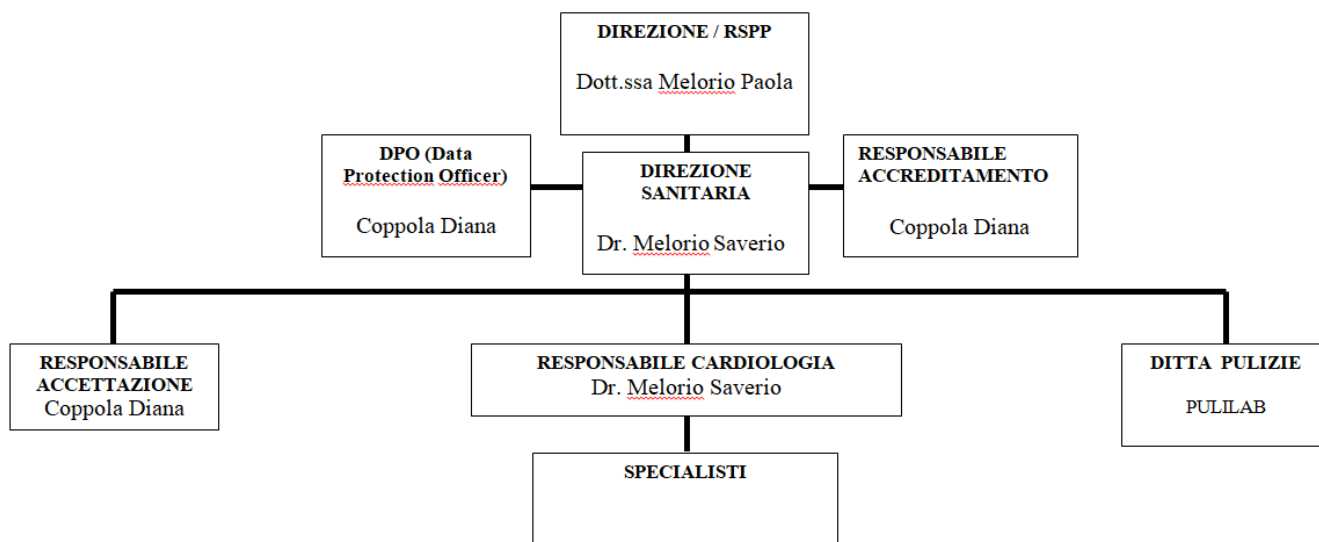 DIREZIONE / RSPP
Dott.ssa Melorio Paola
DPO (Data
Protection Officer)
Coppola Diana
DIREZIONE
SANITARIA
Dr. Melorio Saverio
RESPONSABILE
ACCREDITAMENTO
Coppola Diana
RESPONSABILE
ACCETTAZIONE
Coppola Diana
RESPONSABILE CARDIOLOGIA
Dr. Melorio Saverio
DITTA PULIZIE
PULILAB
SPECIALISTI